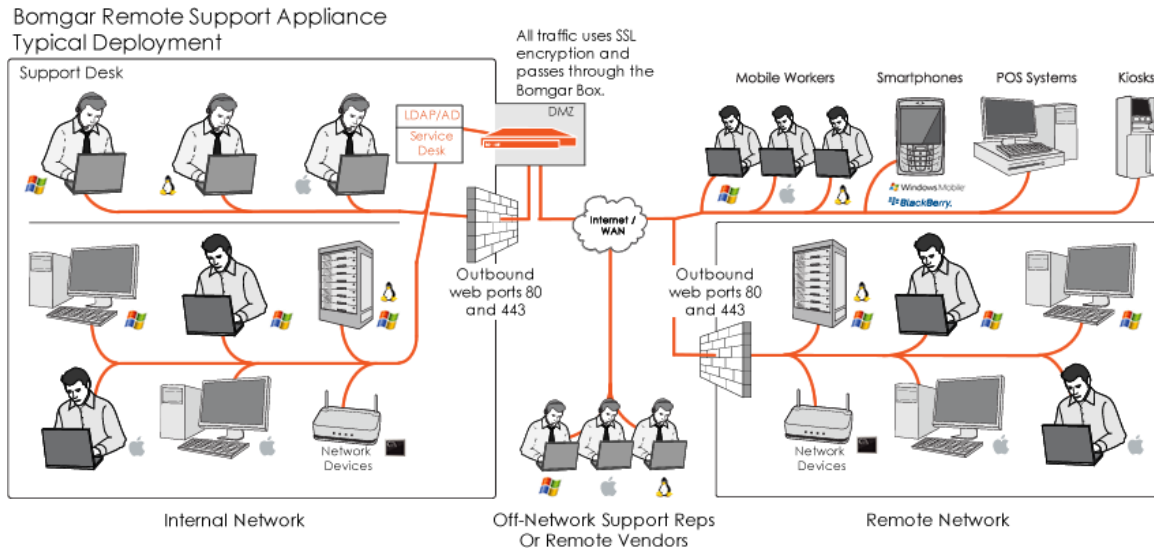 Bomgar Remote Support Appliance
Typical Deployment
Support Desk
LDAP/AD
Service
Desk
All traffic uses SSL
encryption and
passes through the
Bomgar Box.
DMZ
Mobile Workers
Smartphones
POS Systems
Kiosks
Windows Mobile
BlackBerry.
Internet /
WAN
Outbound
web ports 80
and 443
Outbound
web ports 80
and 443
Network
Devices
Network
Devices
Internal Network
Off-Network Support Reps
Or Remote Vendors
Remote Network